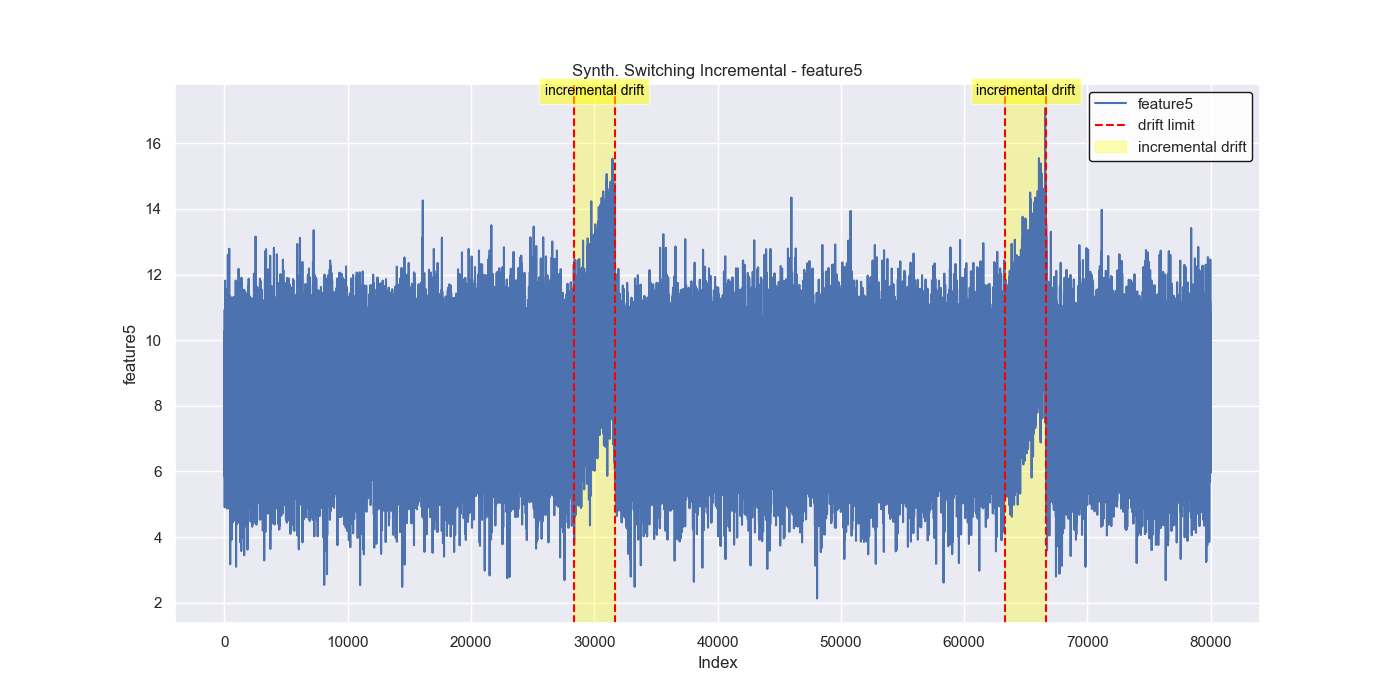 Synth. Switching Incremental - feature5
incremental drift
incremental drift
feature5
drift limit
incremental drift
16
14
12
10
8
6
4
2
feature5
0
10000
20000
30000
40000
50000
60000
70000
80000
Index